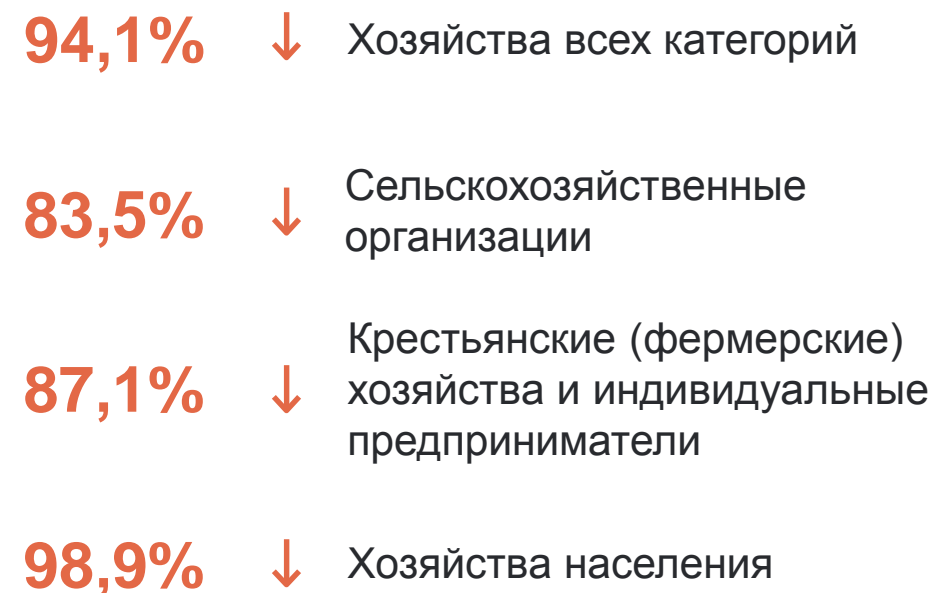 94,1% ↓ Хозяйства всех категорий
83,5% ↓ Сельскохозяйственные
организации
87,1% ↓ Крестьянские (фермерские)
хозяйства и индивидуальные
предприниматели
98,9% ↓ Хозяйства населения